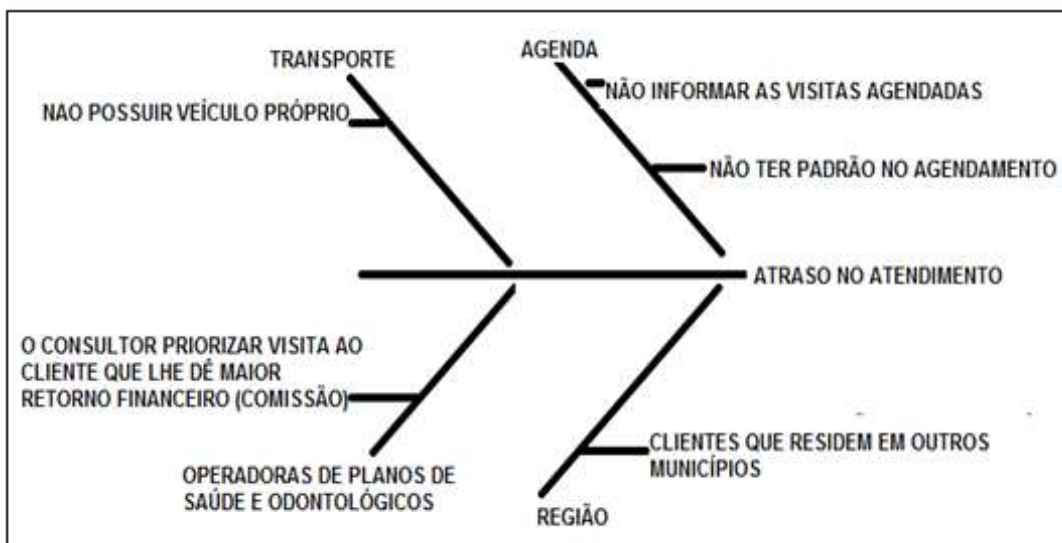 TRANSPORTE
NAO POSSUIR VEÍCULO PRÓPRIO
AGENDA
NÃO INFORMAR AS VISITAS AGENDADAS
NÃO TER PADRÃO NO AGENDAMENTO
ATRASO NO ATENDIMENTO
O CONSULTOR PRIORIZAR VISITA AO
CLIENTE QUE LHE DÊ MAIOR
RETORNO FINANCEIRO (COMISSÃO)
OPERADORAS DE PLANOS DE
SAÚDE E ODONTOLÓGICOS
CLIENTES QUE RESIDEM EM OUTROS
MUNICÍPIOS
REGIÃO